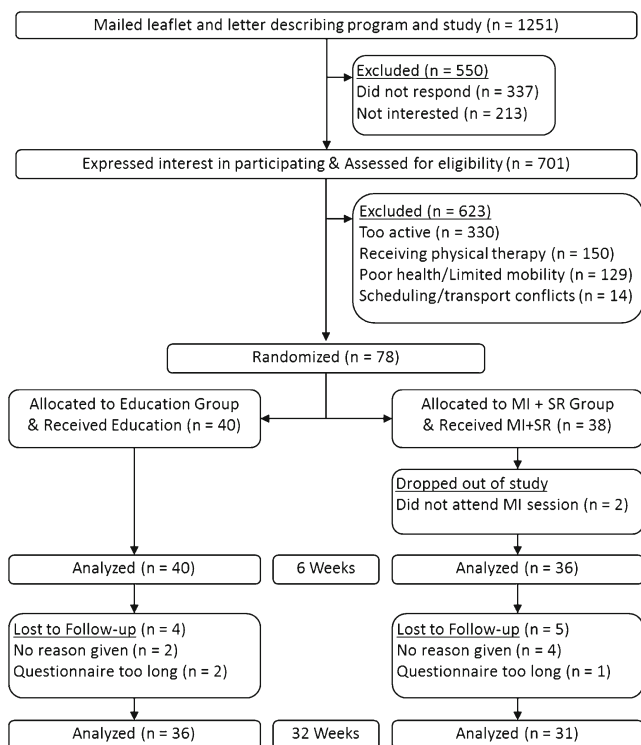 Mailed leaflet and letter describing program and study (n = 1251)
Excluded (n = 550)
Did not respond (n = 337)
Not interested (n = 213)
Expressed interest in participating & Assessed for eligibility (n = 701)
Excluded (n = 623)
Too active (n = 330)
Receiving physical therapy (n = 150)
Poor health/Limited mobility (n = 129)
Scheduling/transport conflicts (n = 14)
Randomized (n = 78)
Allocated to Education Group
& Received Education (n = 40)
Allocated to MI + SR Group
& Received MI+SR (n = 38)
Dropped out of study
Did not attend MI session (n = 2)
Analyzed (n = 40)
6 Weeks
Analyzed (n = 36)
Lost to Follow-up (n = 4)
No reason given (n = 2)
Questionnaire too long (n = 2)
Lost to Follow-up (n = 5)
No reason given (n = 4)
Questionnaire too long (n = 1)
Analyzed (n = 36)
32 Weeks
Analyzed (n = 31)